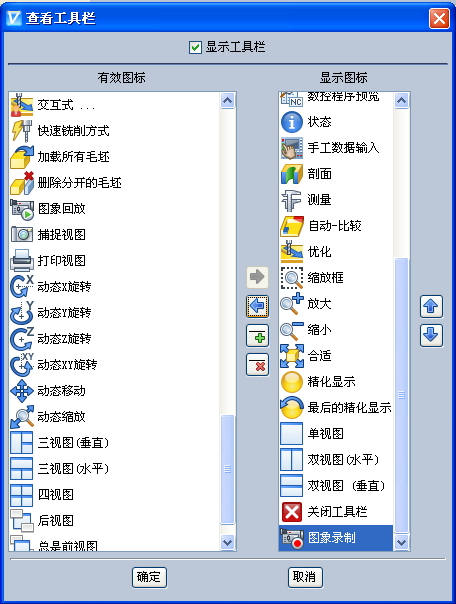 查看工具栏
显示工具栏
有效图标
交互式 ...
快速铣削方式
加载所有毛坯
删除分开的毛坯
图象回放
捕捉视图
打印视图
动态X旋转
动态Y旋转
动态Z旋转
动态XY旋转
动态移动
动态缩放
三视图(垂直)
三视图(水平)
四视图
后视图
总是前视图
显示图标
数控程序预览
状态
手工数据输入
剖面
测量
自动-比较
优化
缩放框
放大
缩小
合适
精化显示
最后的精化显示
单视图
双视图(水平)
双视图 (垂直)
关闭工具栏
图象录制
确定
取消